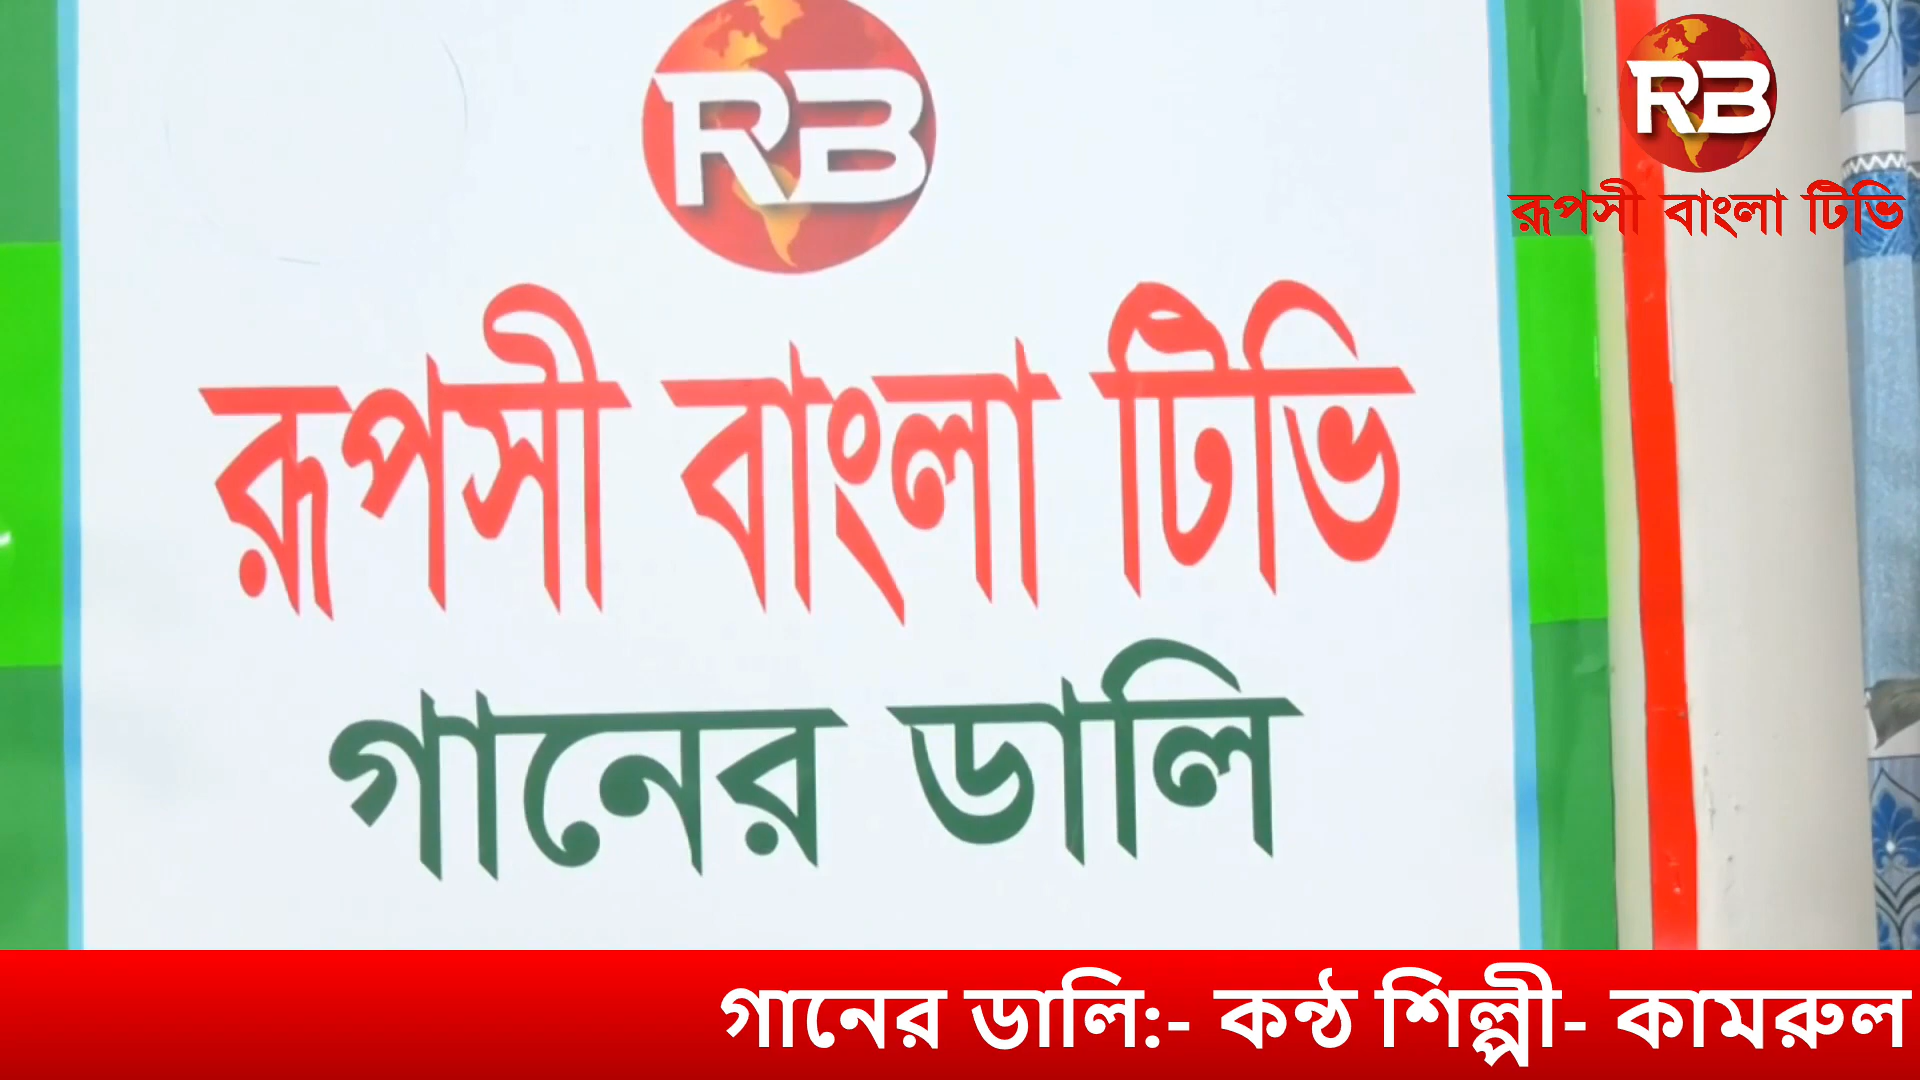 RB
রূপসী বাংলা টিভি
গানের ডালি
RB
রূপসী বাংলা টিভি
গানের ডালি:- কন্ঠ শিল্পী- কামরুল